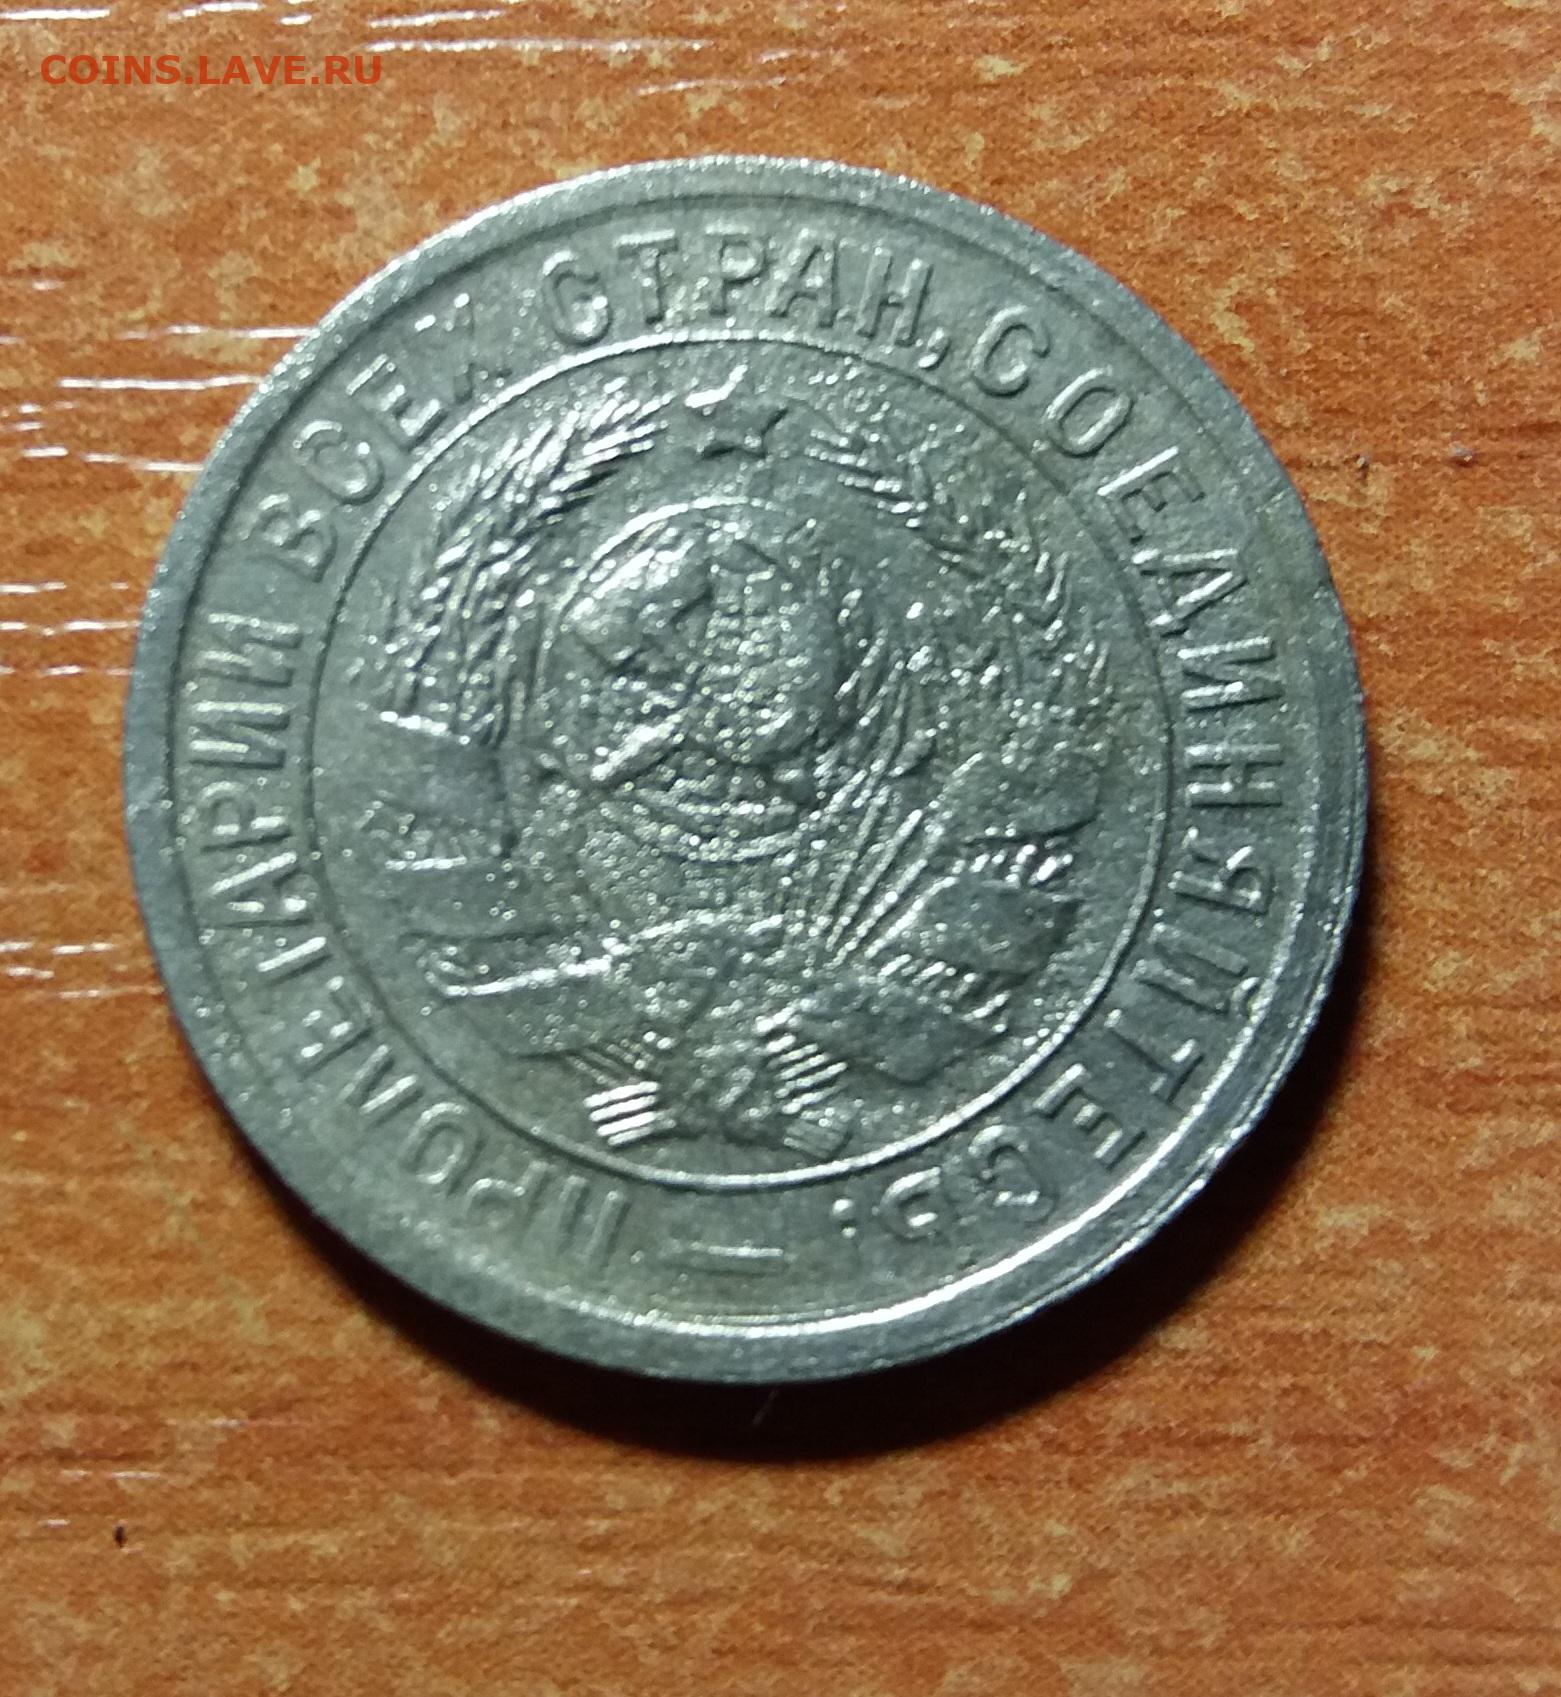 COINS.LAVE.RU
ПРОЛЕТАРИИ ВСЕХ СТРАН, СОЕДИНЯЙТЕСЬ! —